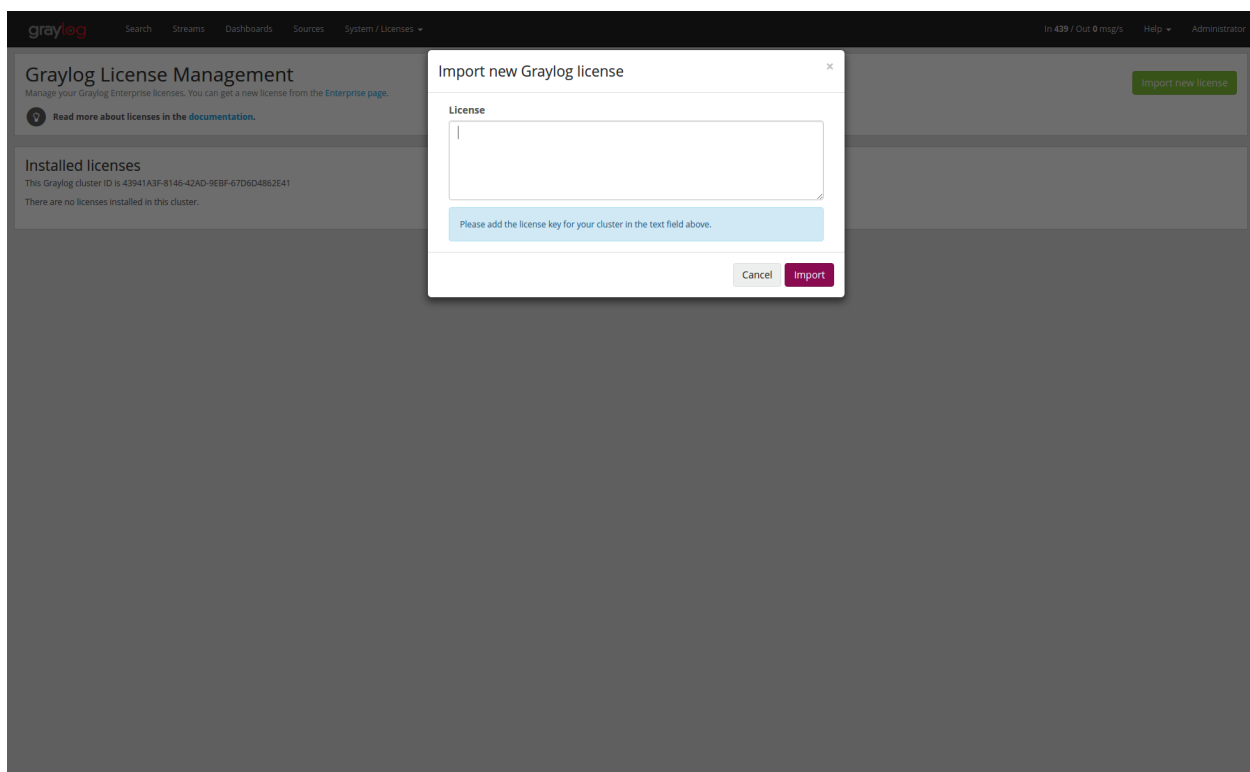 graylog Search Streams Dashboards Sources System / Licenses In 439 / Out 0 msg/s Help Administrator
Graylog License Management
Manage your Graylog Enterprise licenses. You can get a new license from the Enterprise page.
Read more about licenses in the documentation.
Import new license
Installed licenses
This Graylog cluster ID is 43941A3F-8146-42AD-9EBF-67D6D4862E41
There are no licenses installed in this cluster.
Import new Graylog license ×
License
Please add the license key for your cluster in the text field above.
Cancel Import